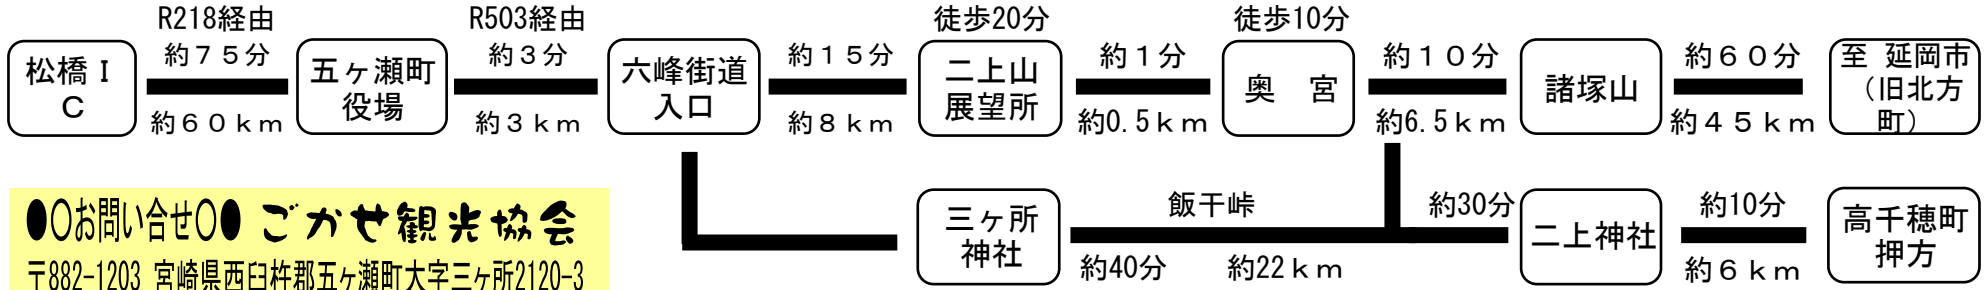 R218経由
R503経由
徒歩20分
徒歩10分
松橋I
C
約75分
約60km
五ヶ瀬町
役場
約3分
約3km
六峰街道
入口
約15分
約8km
二上山
展望所
約1分
約0.5km
奥 宮
約10分
約6.5km
諸塚山
約60分
約45km
至 延岡市
(旧北方
町)
三ヶ所
神社
飯干峠
約40分 約22km
約30分
二上神社
約10分
約6km
高千穂町
押方
●○お問い合せ○● ごかせ観光協会
〒882-1203 宮崎県西臼杵郡五ヶ瀬町大字三ヶ所2120-3